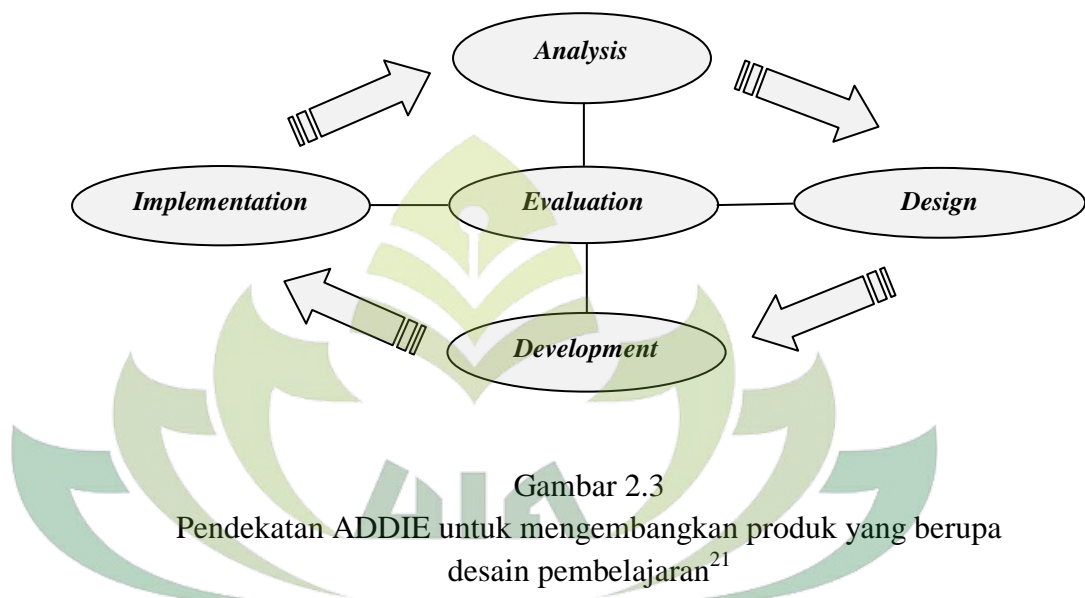 Analysis
Implementation
Evaluation
Design
Development
Gambar 2.3
Pendekatan ADDIE untuk mengembangkan produk yang berupa
desain pembelajaran²¹